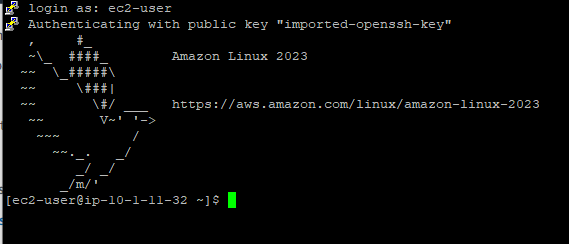 login as: ec2-user
Authenticating with public key "imported-openssh-key"
   ,     #_
   ~\_  ####_        Amazon Linux 2023
  ~~  \_#####\
  ~~     \###|
  ~~       \#/ ___   https://aws.amazon.com/linux/amazon-linux-2023
   ~~       V~' '->
    ~~~         /
      ~~._.   _/
         _/ _/
       _/m/'
[ec2-user@ip-10-1-11-32 ~]$